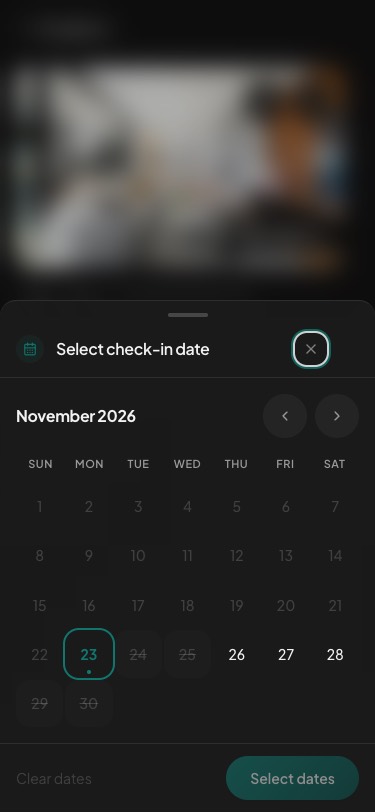 Select check-in date
November 2026
SUN MON TUE WED THU FRI SAT
1 2 3 4 5 6 7
8 9 10 11 12 13 14
15 16 17 18 19 20 21
22 23 24 25 26 27 28
29 30
Clear dates Select dates